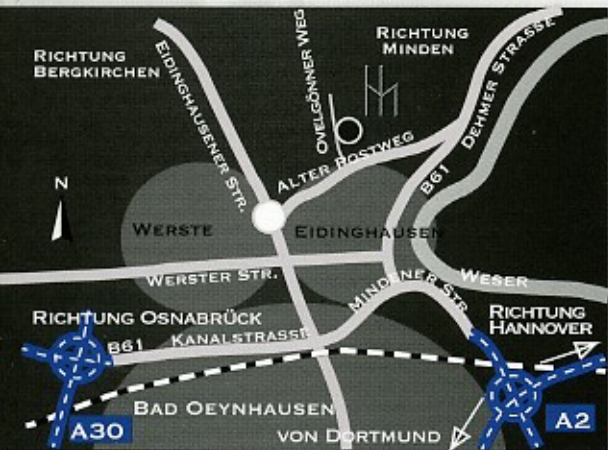 RICHTUNG
BERGKIRCHEN
EIDINGHAUSENER STR.
OVELGÖNNER WEG
RICHTUNG
MINDEN
DEHMER STRASSE
ALTER POSTWEG
B61
N
WERSTE
EIDINGHAUSEN
WERSTER STR.
MINDENER STR.
WESER
RICHTUNG OSNABRÜCK
RICHTUNG
HANNOVER
B61
KANALSTRASSE
BAD OEYNHAUSEN
A30
VON DORTMUND
A2